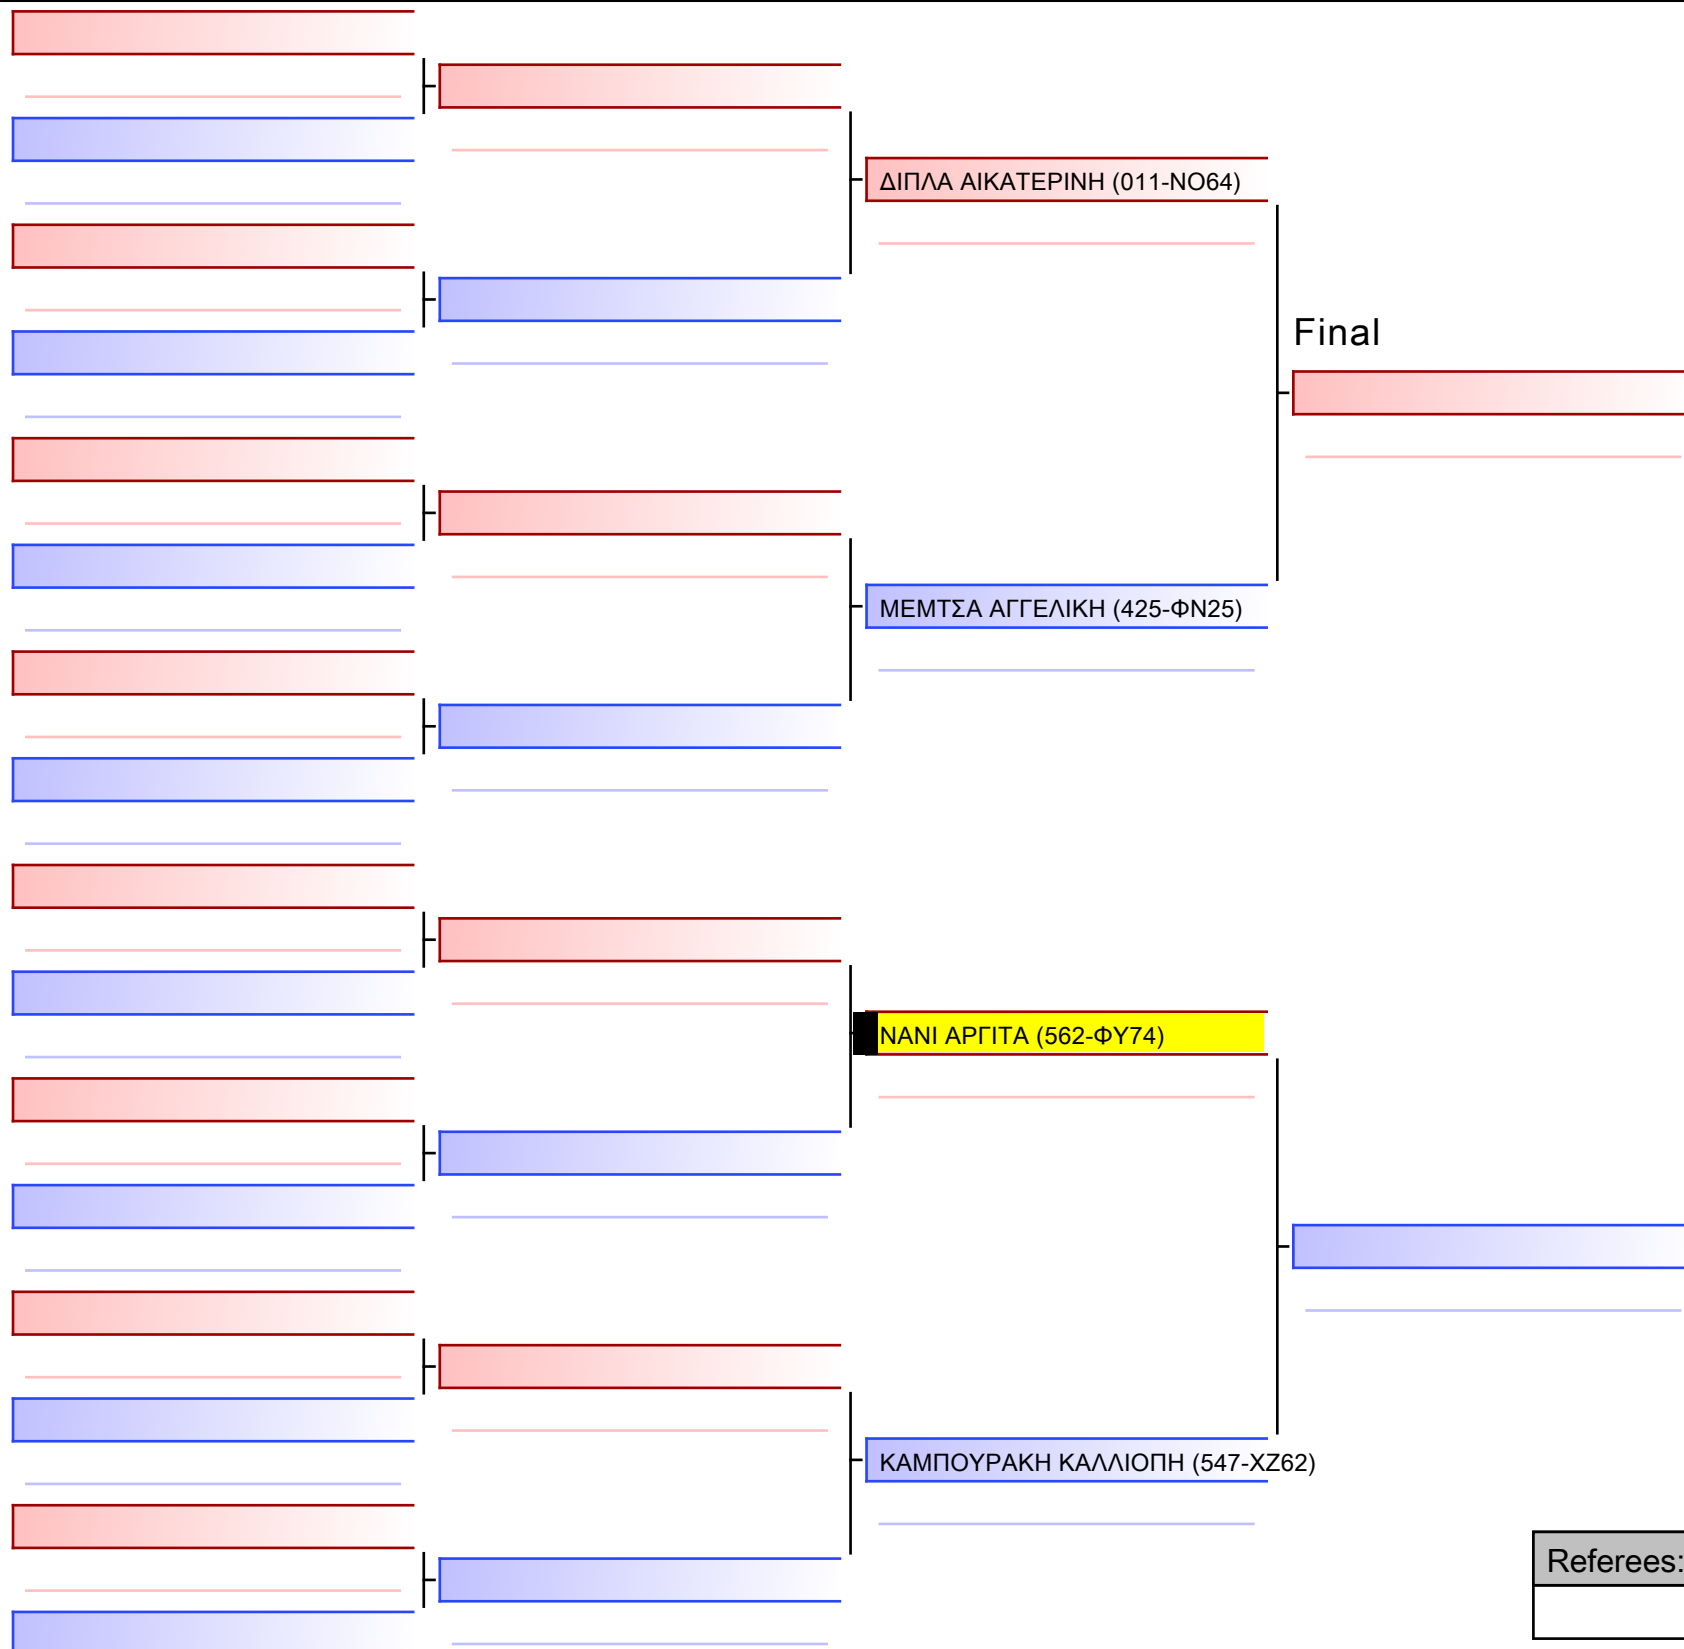 ΔΙΠΛΑ ΑΙΚΑΤΕΡΙΝΗ (011-ΝΟ64)
Final
ΜΕΜΤΣΑ ΑΓΓΕΛΙΚΗ (425-ΦΝ25)
ΝΑΝΙ ΑΡΓΙΤΑ (562-ΦΥ74)
ΚΑΜΠΟΥΡΑΚΗ ΚΑΛΛΙΟΠΗ (547-ΧΖ62)
Referees: